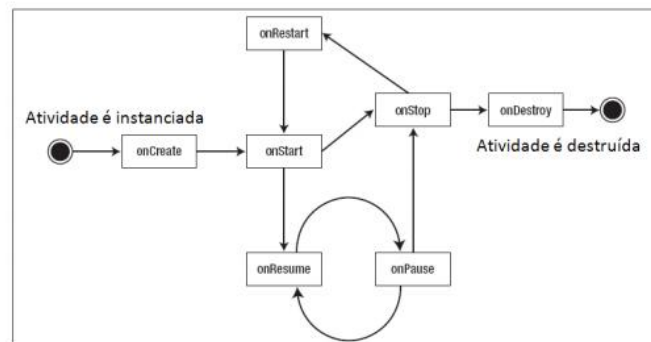 onRestart
onStop
onDestroy
Atividade é instanciada
Atividade é destruída
onCreate
onStart
onResume
onPause